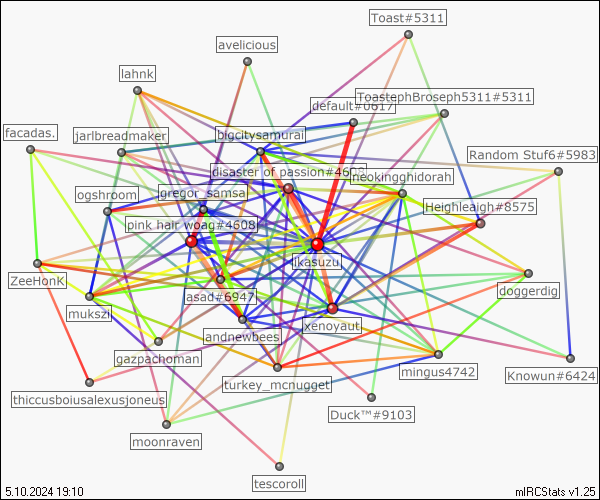 Toast#5311
avelicious
lahnk
ToastephBroseph5311#5311
default#0617
facadas.
jarlbreadmaker
bigcitysamurai
Random Stuf6#5983
disaster of passion#4603
neokingghidorah
ogshroom
gregor_samsa
Heighleaigh#8575
pink hair woag#4608
ikasuzu
ZeeHonk
asad#6947
doggerdig
mukszi
andnewbees
xenoyaut
gazpachoman
mingus4742
Knowun#6424
turkey_mcnugget
thiccusboiusalexusjoneus
Duck™#9103
moonraven
tescoroll
5.10.2024 19:10
mIRCStats v1.25